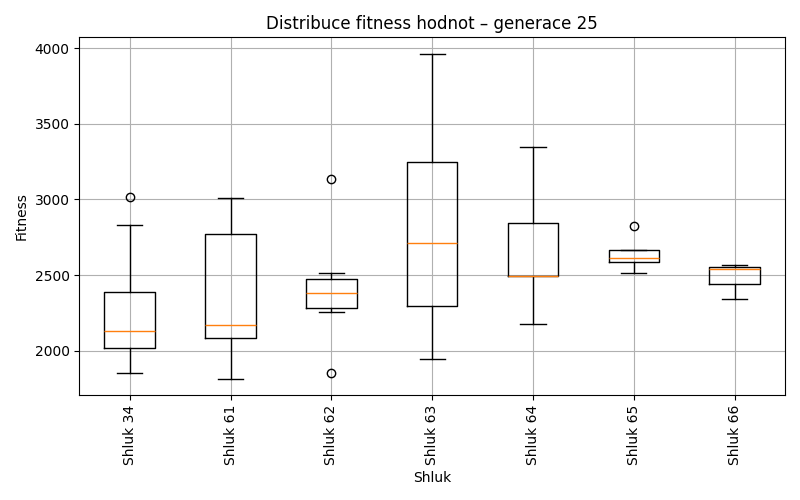 Distribuce fitness hodnot – generace 25
Fitness
4000
3500
3000
2500
2000
Shluk 34
Shluk 61
Shluk 62
Shluk 63
Shluk 64
Shluk 65
Shluk 66
Shluk